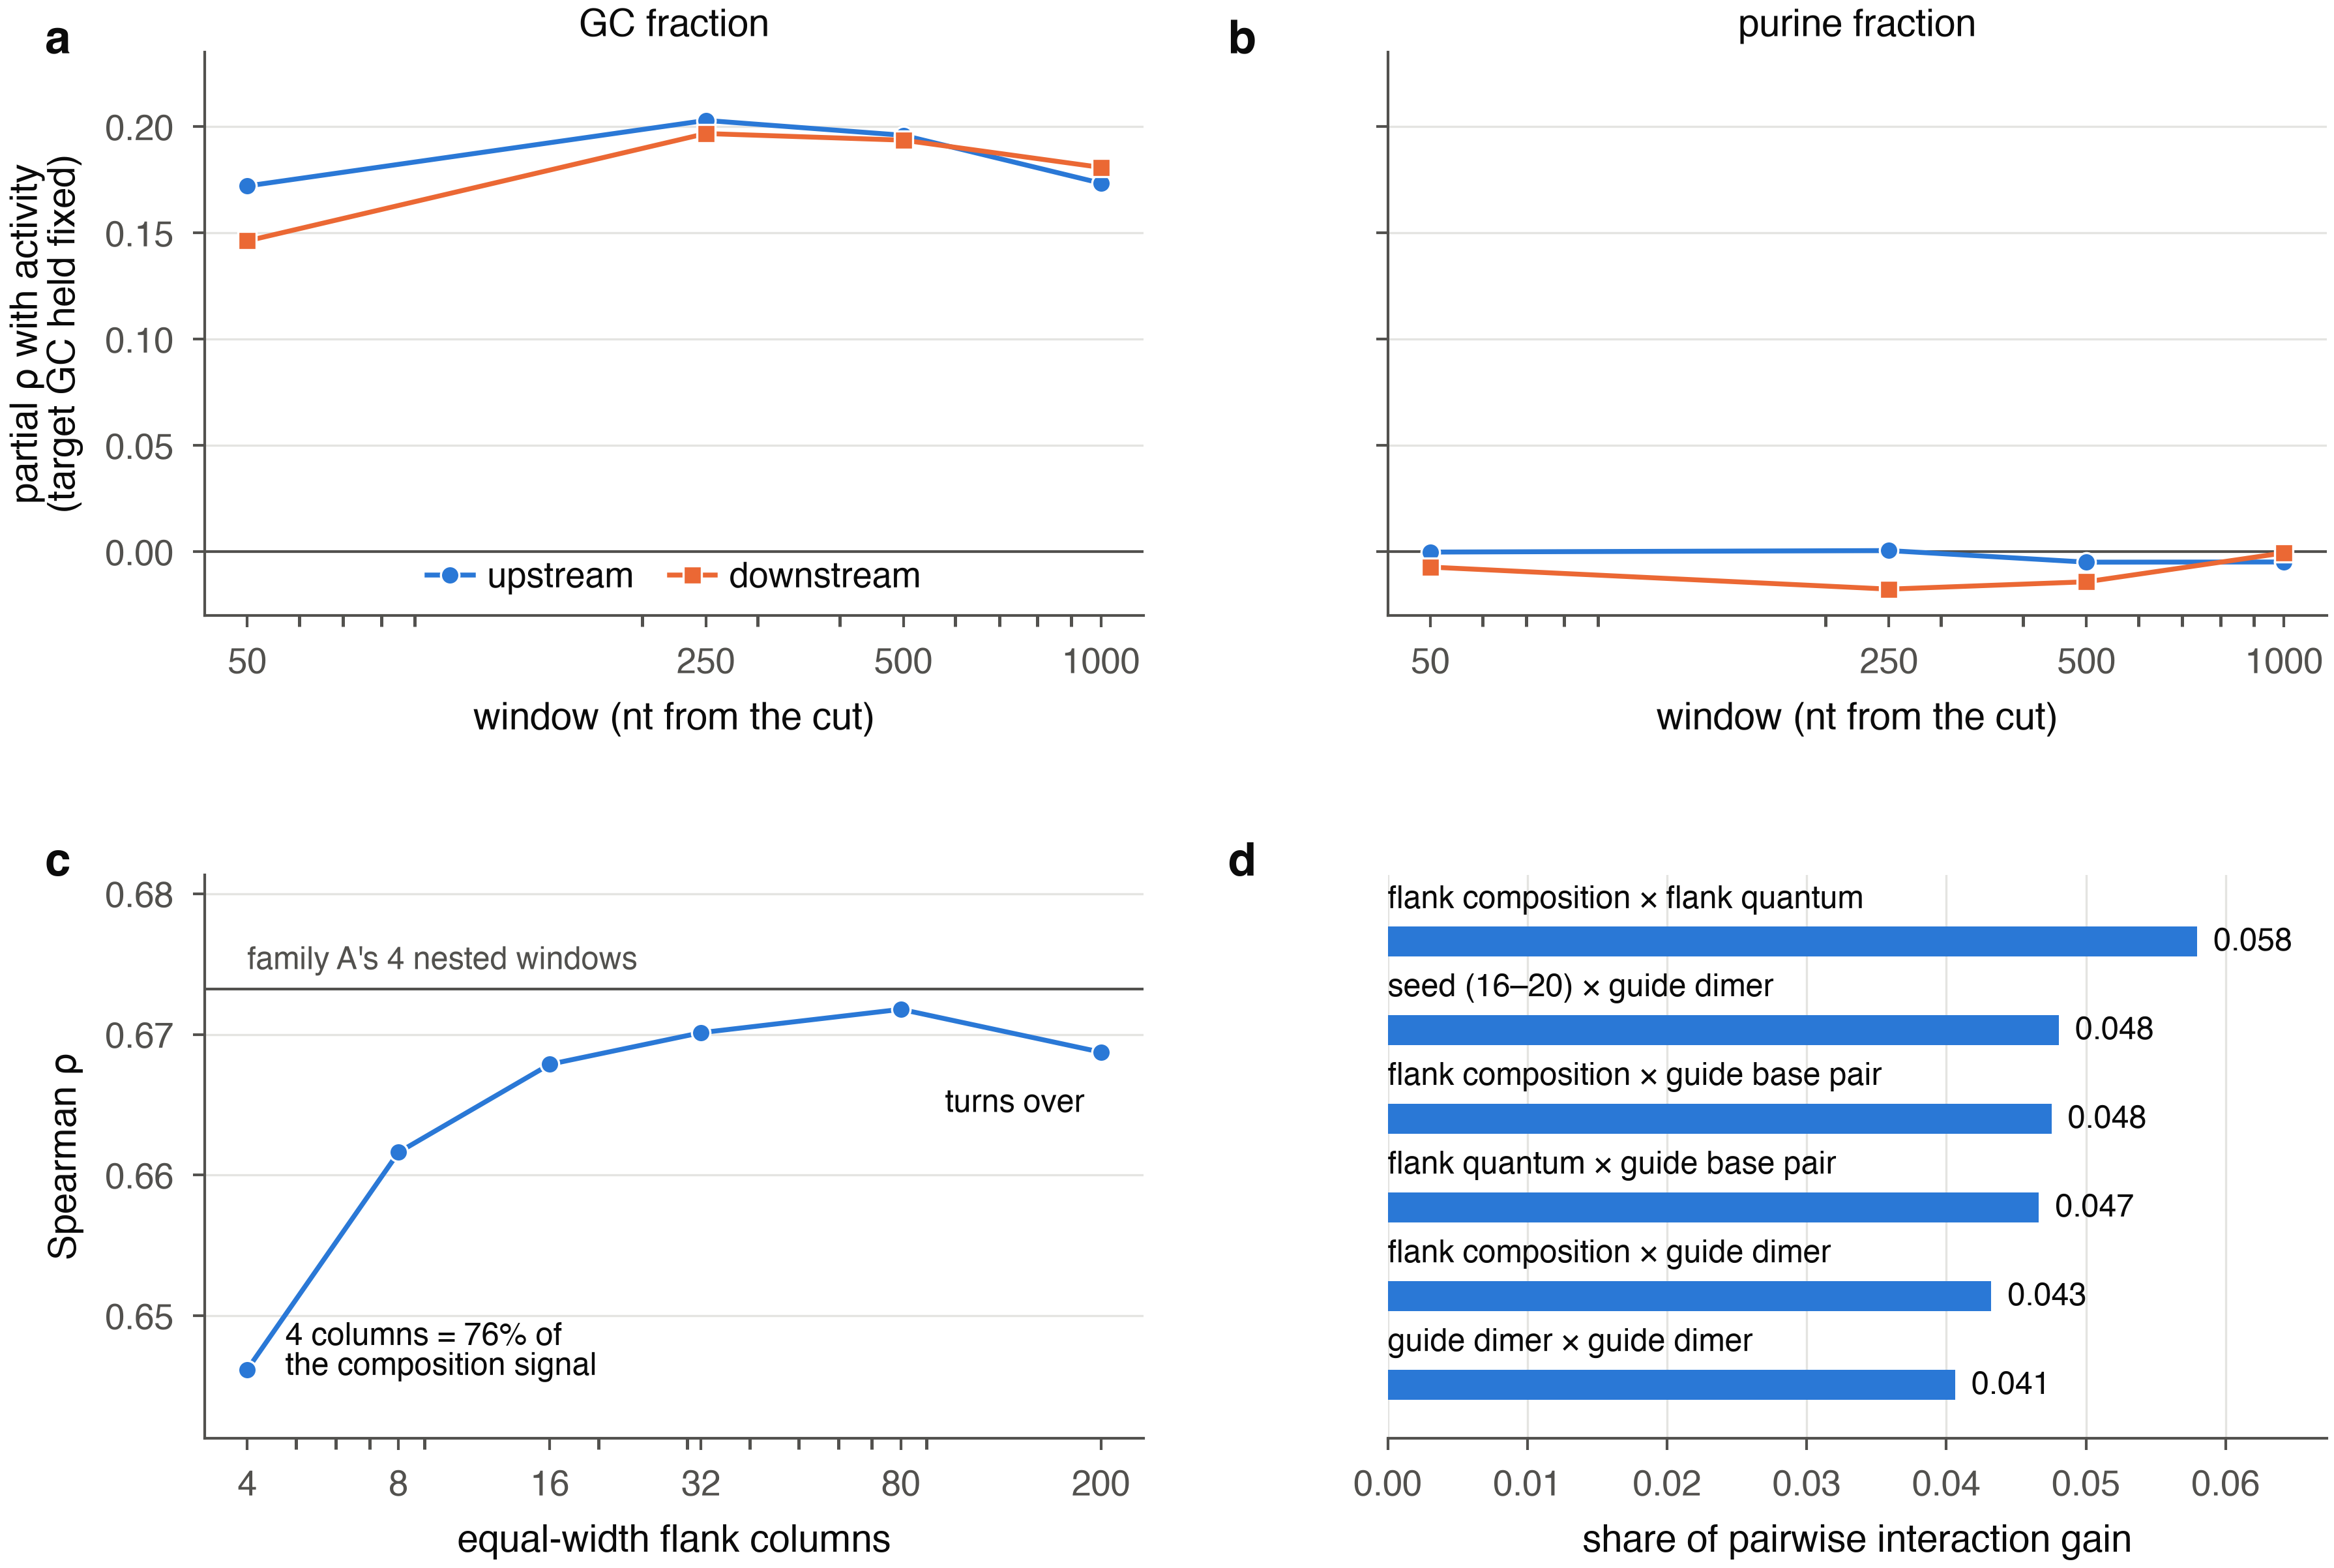 a
GC fraction
partial ρ with activity
(target GC held fixed)
0.20
0.15
0.10
0.05
0.00
upstream
downstream
50
250
500
1000
window (nt from the cut)
b
purine fraction
50
250
500
1000
window (nt from the cut)
c
Spearman ρ
0.68
0.67
0.66
0.65
family A's 4 nested windows
turns over
4 columns = 76% of
the composition signal
4
8
16
32
80
200
equal-width flank columns
d
flank composition × flank quantum
0.058
seed (16–20) × guide dimer
0.048
flank composition × guide base pair
0.048
flank quantum × guide base pair
0.047
flank composition × guide dimer
0.043
guide dimer × guide dimer
0.041
0.00
0.01
0.02
0.03
0.04
0.05
0.06
share of pairwise interaction gain